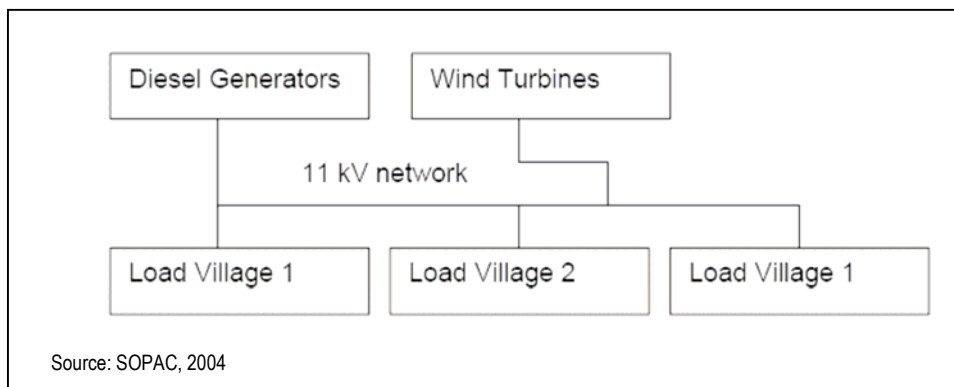 Diesel Generators
Wind Turbines
11 kV network
Load Village 1
Load Village 2
Load Village 1
Source: SOPAC, 2004